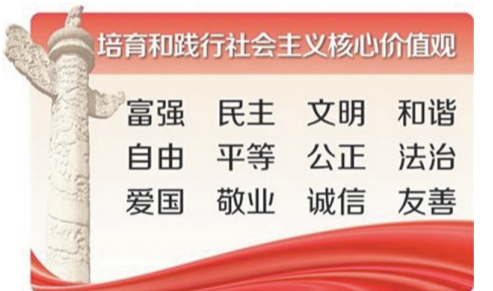 培育和践行社会主义核心价值观
富强 民主 文明 和谐
自由 平等 公正 法治
爱国 敬业 诚信 友善